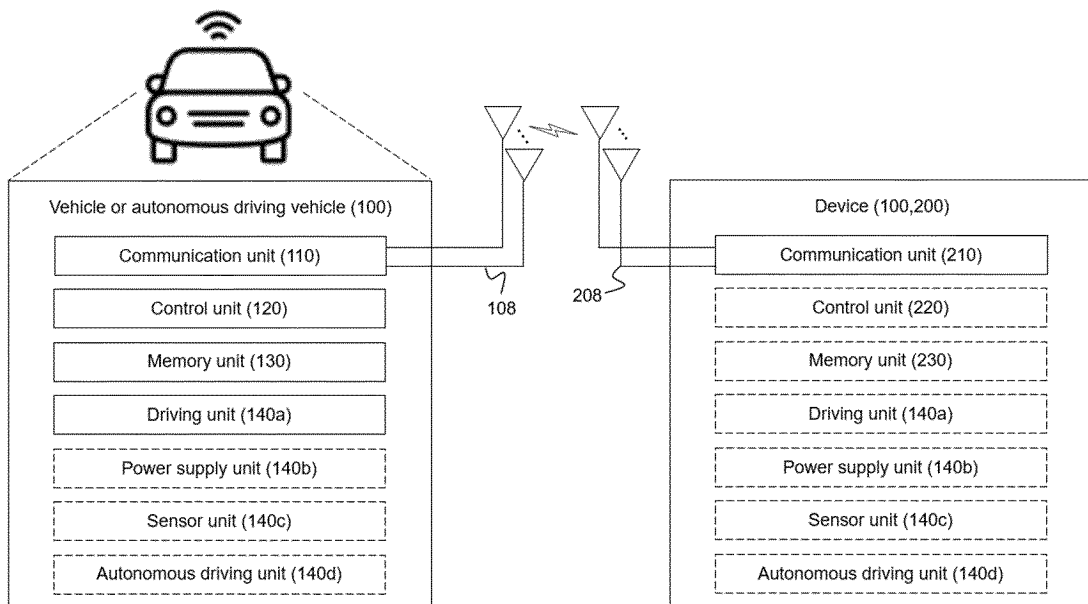 Vehicle or autonomous driving vehicle (100)
Communication unit (110)
Control unit (120)
Memory unit (130)
Driving unit (140a)
Power supply unit (140b)
Sensor unit (140c)
Autonomous driving unit (140d)
108
208
Device (100,200)
Communication unit (210)
Control unit (220)
Memory unit (230)
Driving unit (140a)
Power supply unit (140b)
Sensor unit (140c)
Autonomous driving unit (140d)